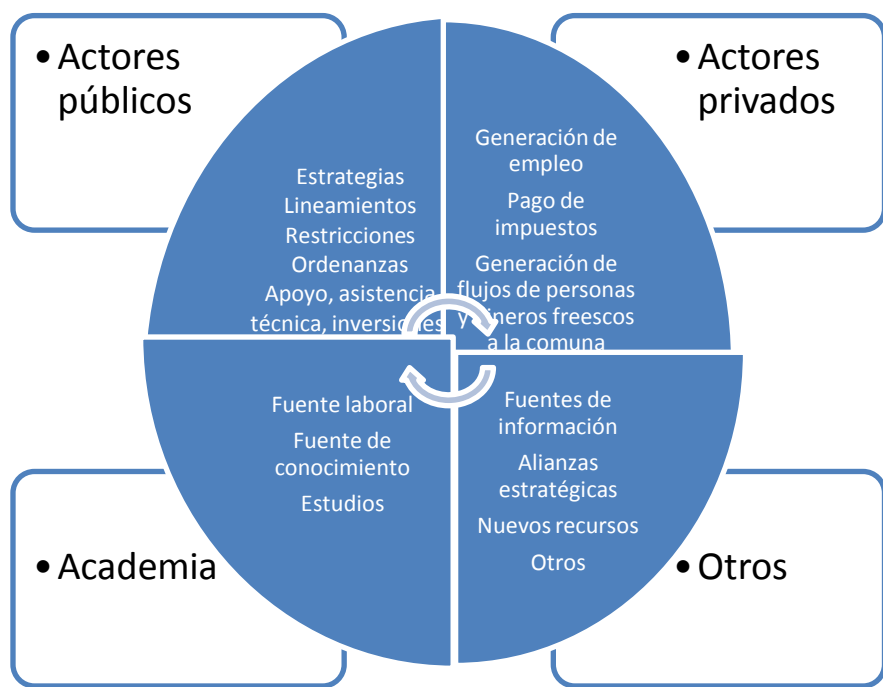 • Actores
públicos
Estrategias
Lineamientos
Restricciones
Ordenanzas
Apoyo, asistencia
técnica, inversiones
• Actores
privados
Generación de
empleo
Pago de
impuestos
Generación de
flujos de personas
y dineros freescos
a la comuna
• Academia
Fuente laboral
Fuente de
conocimiento
Estudios
• Otros
Fuentes de
información
Alianzas
estratégicas
Nuevos recursos
Otros